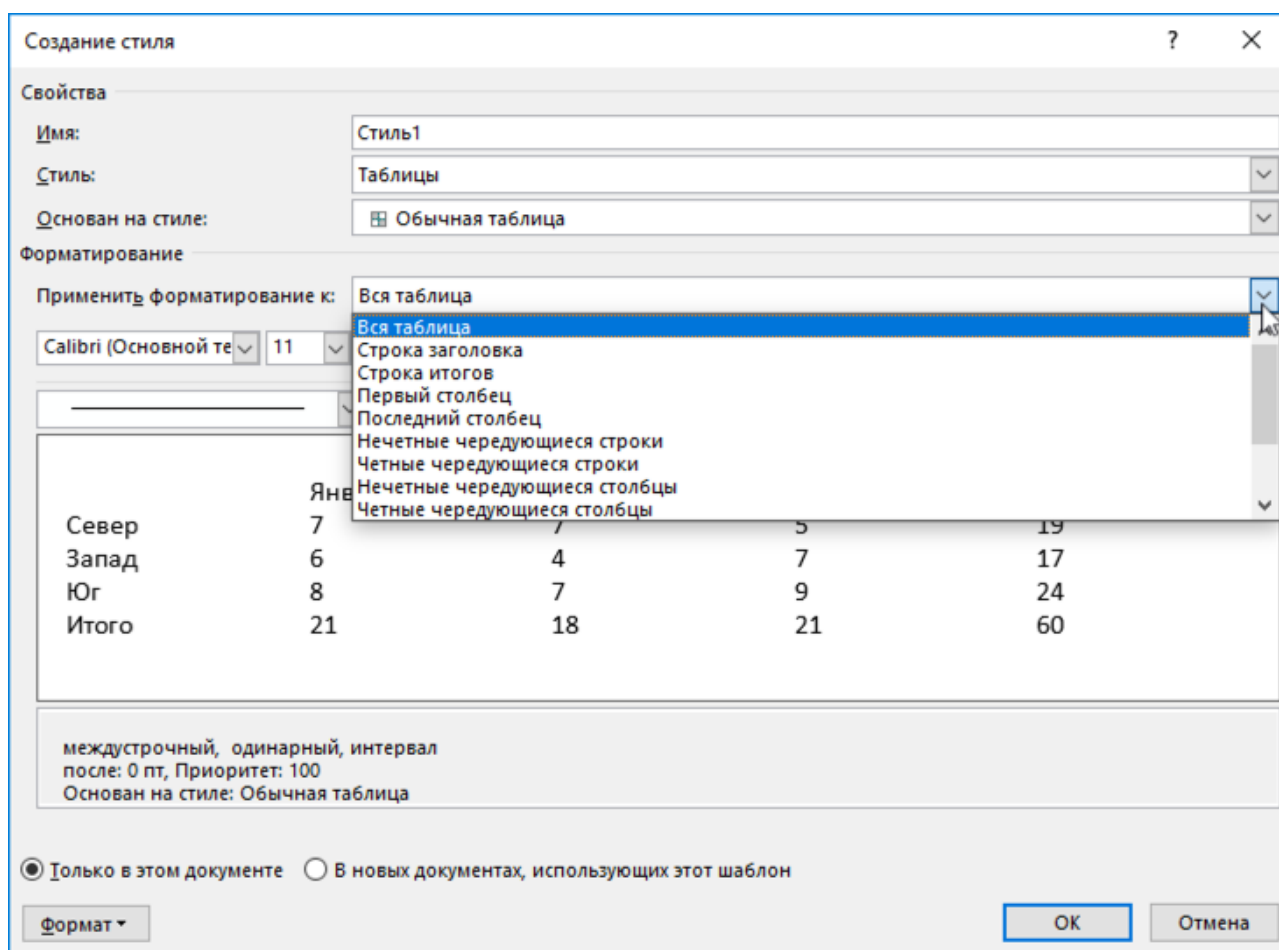 Создание стиля ?
Свойства
Имя: Стиль1
Стиль: Таблицы
Основан на стиле: Обычная таблица
Форматирование
Применить форматирование к: Вся таблица
Вся таблица
Calibri (Основной те 11
Строка заголовка
Строка итогов
Первый столбец
Последний столбец
Нечетные чередующиеся строки
Четные чередующиеся строки
Нечетные чередующиеся столбцы
Янв
Четные чередующиеся столбцы
Север 7 7 5 19
Запад 6 4 7 17
Юг 8 7 9 24
Итого 21 18 21 60
междустрочный, одинарный, интервал
после: 0 пт, Приоритет: 100
Основан на стиле: Обычная таблица
Только в этом документе В новых документах, использующих этот шаблон
Формат ОК Отмена